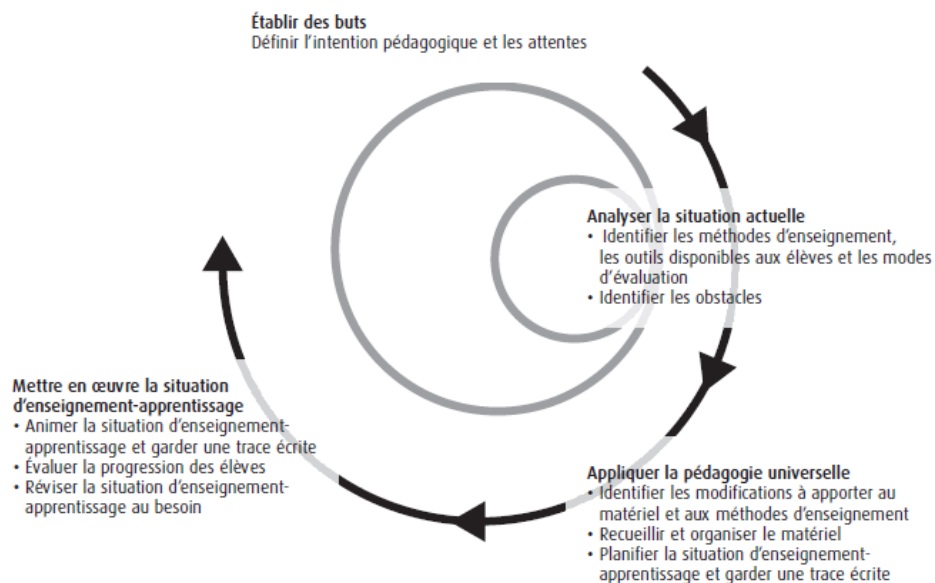 Établir des buts
Définir l'intention pédagogique et les attentes
Analyser la situation actuelle
• Identifier les méthodes d'enseignement,
les outils disponibles aux élèves et les modes
d'évaluation
• Identifier les obstacles
Appliquer la pédagogie universelle
• Identifier les modifications à apporter au
matériel et aux méthodes d'enseignement
• Recueillir et organiser le matériel
• Planifier la situation d'enseignement-
apprentissage et garder une trace écrite
Mettre en œuvre la situation
d'enseignement-apprentissage
• Animer la situation d'enseignement-
apprentissage et garder une trace écrite
• Évaluer la progression des élèves
• Réviser la situation d'enseignement-
apprentissage au besoin